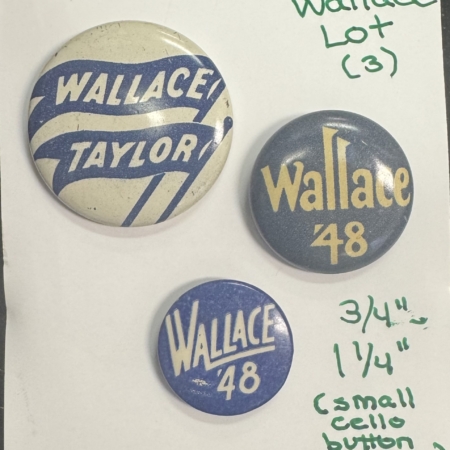 Wallace
Lot
(3)
WALLACE
TAYLOR
Wallace
'48
WALLACE
'48
3/4"
1 1/4"
(small
cello
button